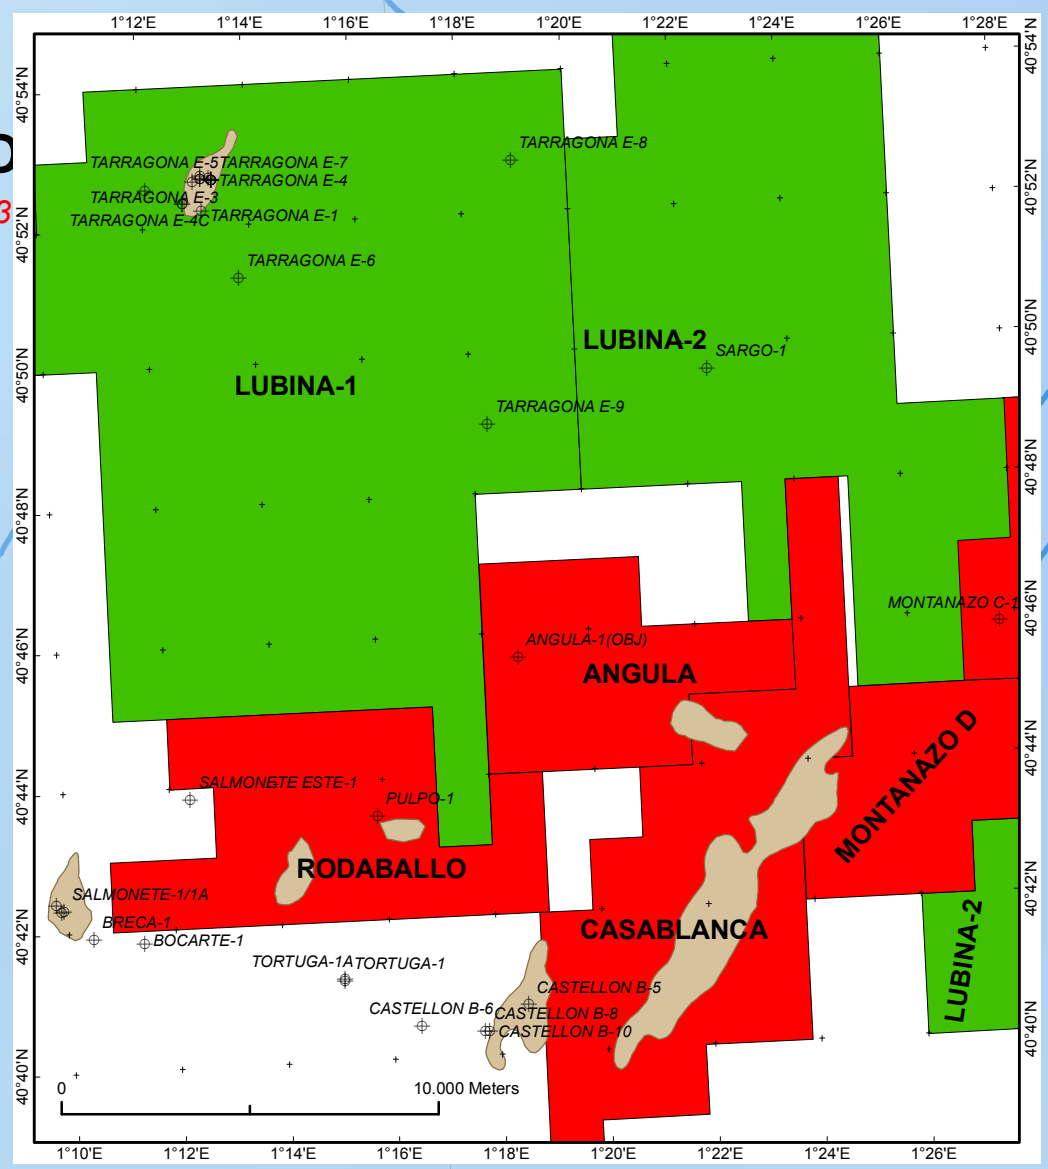 1°12'E 1°14'E 1°16'E 1°18'E 1°20'E 1°22'E 1°24'E 1°26'E 1°28'E
40°54'N
40°54'N
3
TARRAGONA E-8
TARRAGONA E-5 TARRAGONA E-7
TARRAGONA E-4
TARRAGONA E-3
TARRAGONA E-4C TARRAGONA E-1
40°52'N
40°52'N
TARRAGONA E-6
40°50'N
LUBINA-2
SARGO-1
LUBINA-1
40°50'N
TARRAGONA E-9
40°48'N
40°48'N
MONTANAZO C-1
40°46'N
ANGULA-1(OBJ)
ANGULA
40°46'N
MONTANAZO D
40°44'N
SALMONETE ESTE-1
PULPO-1
40°44'N
RODABALLO
SALMONETE-1/1A
40°42'N
BRECA-1
BOCARTE-1
CASABLANCA
LUBINA-2
40°42'N
TORTUGA-1A TORTUGA-1
CASTELLON B-5
CASTELLON B-6 CASTELLON B-8
CASTELLON B-10
40°40'N
40°40'N
0 10.000 Meters
1°10'E 1°12'E 1°14'E 1°16'E 1°18'E 1°20'E 1°22'E 1°24'E 1°26'E